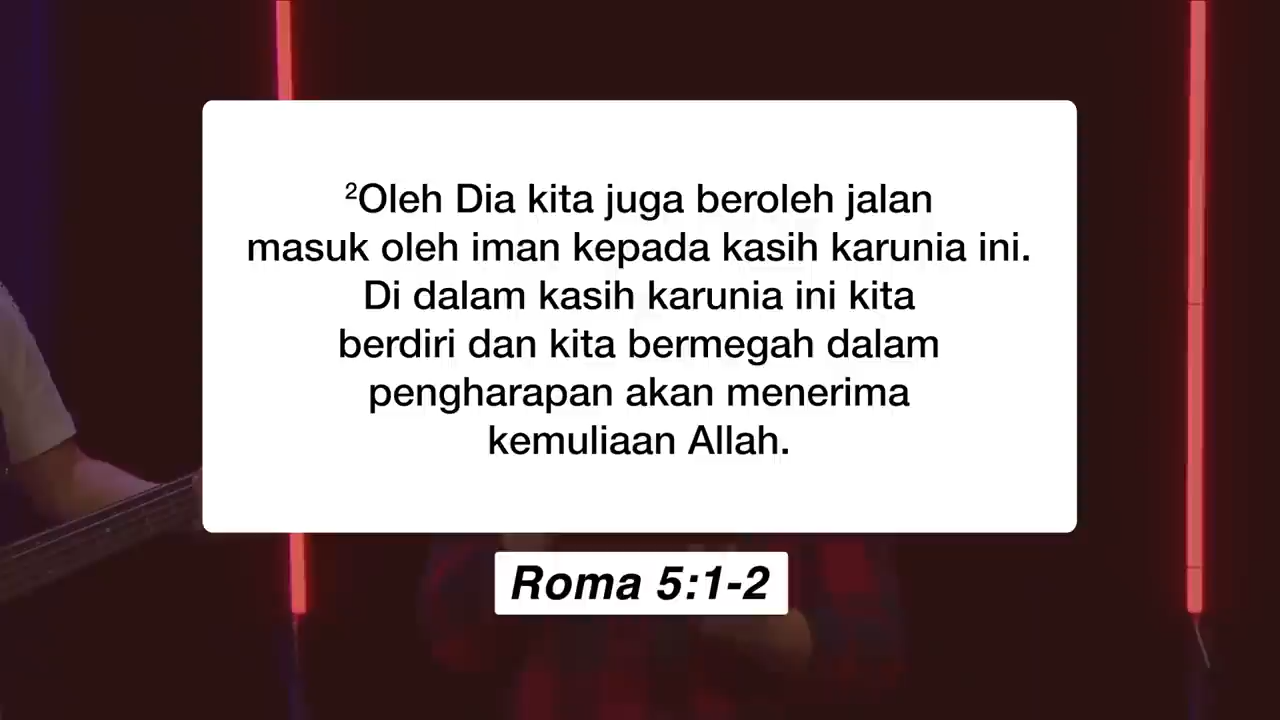 ²Oleh Dia kita juga beroleh jalan
masuk oleh iman kepada kasih karunia ini.
Di dalam kasih karunia ini kita
berdiri dan kita bermegah dalam
pengharapan akan menerima
kemuliaan Allah.
Roma 5:1-2